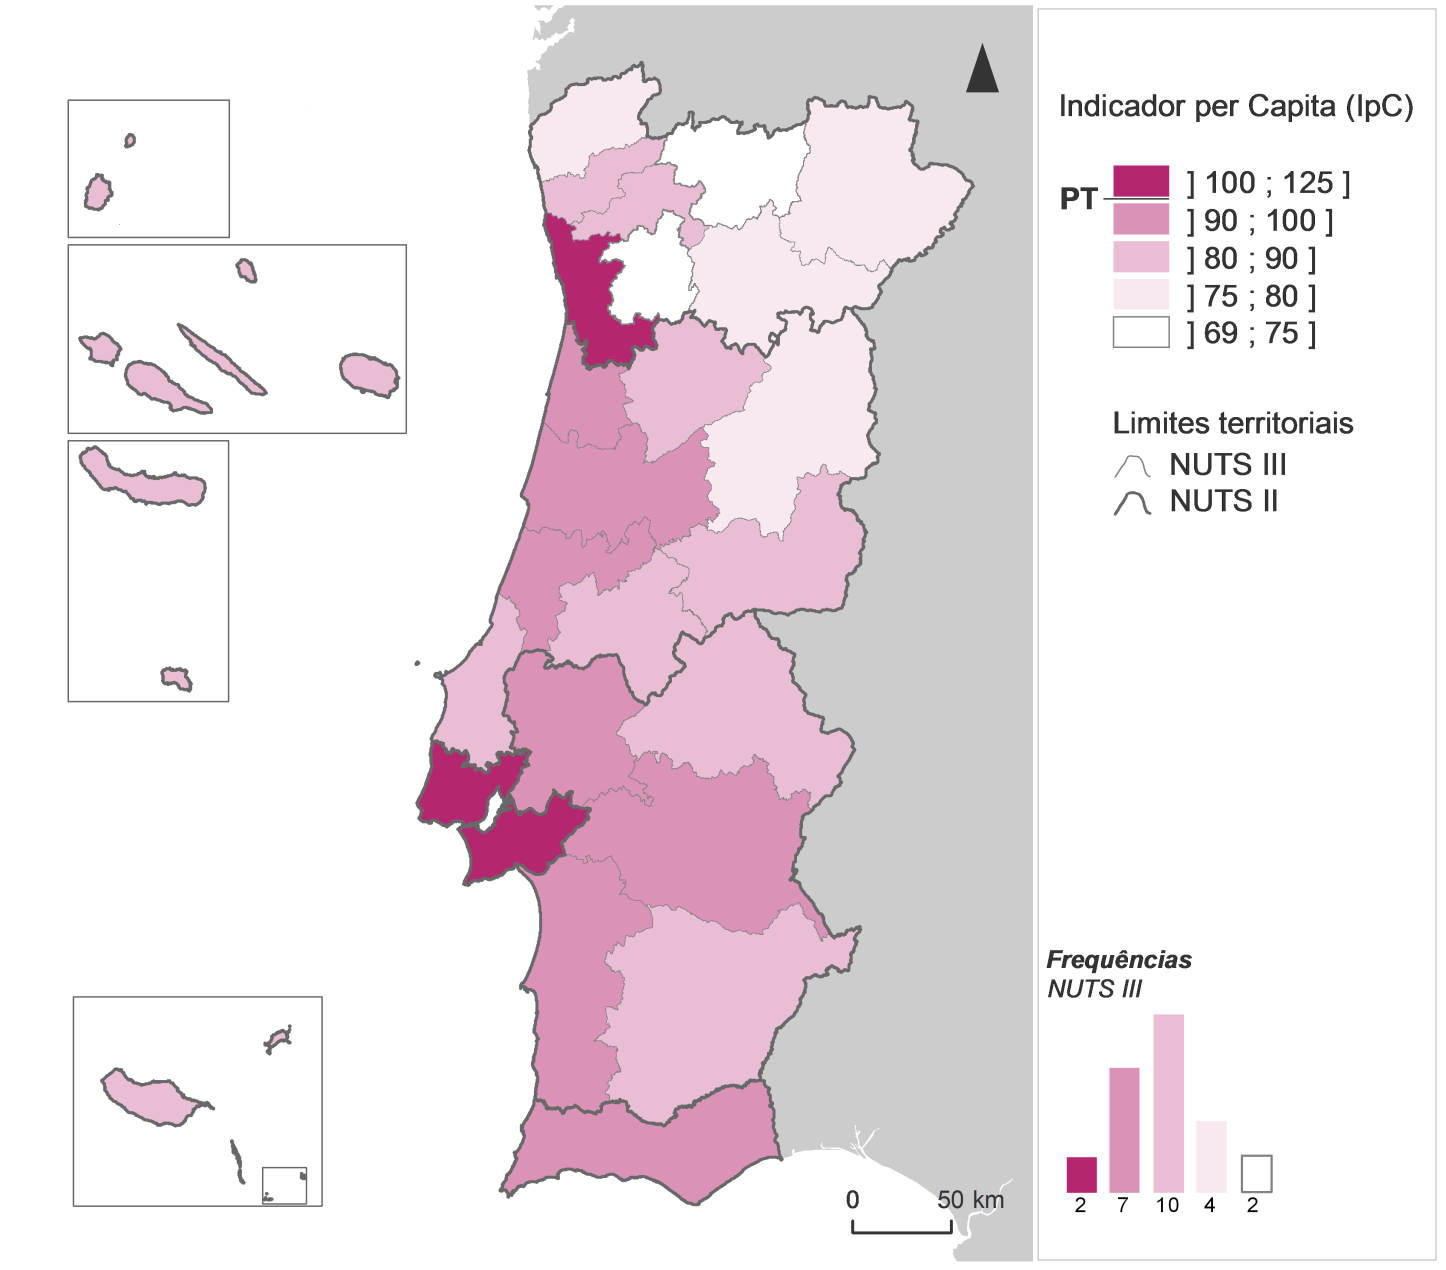 Indicador per Capita (IpC)
PT
] 100 ; 125 ]
] 90 ; 100 ]
] 80 ; 90 ]
] 75 ; 80 ]
] 69 ; 75 ]
Limites territoriais
NUTS III
NUTS II
Frequências
NUTS III
2 7 10 4 2
0 50 km